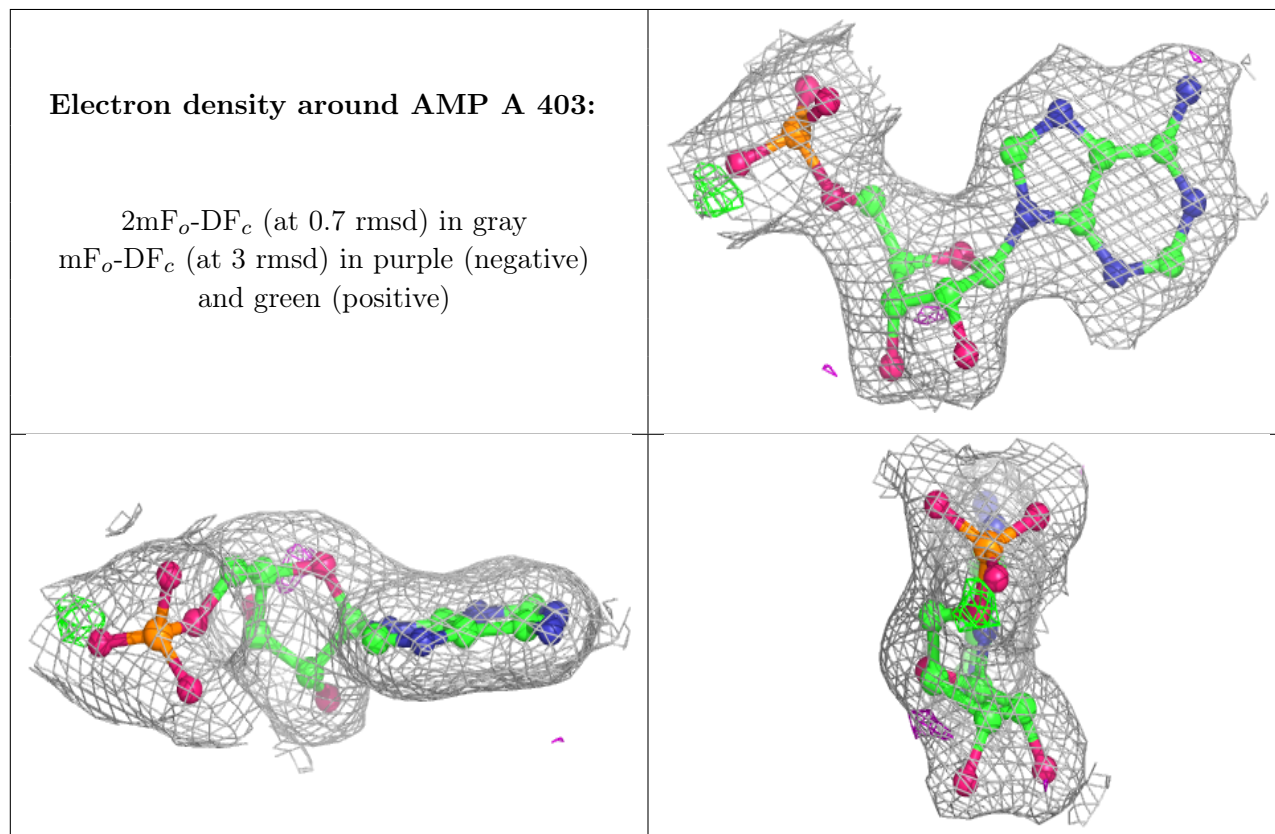 Electron density around AMP A 403:
2mFo-DFc (at 0.7 rmsd) in gray
mFo-DFc (at 3 rmsd) in purple (negative)
and green (positive)